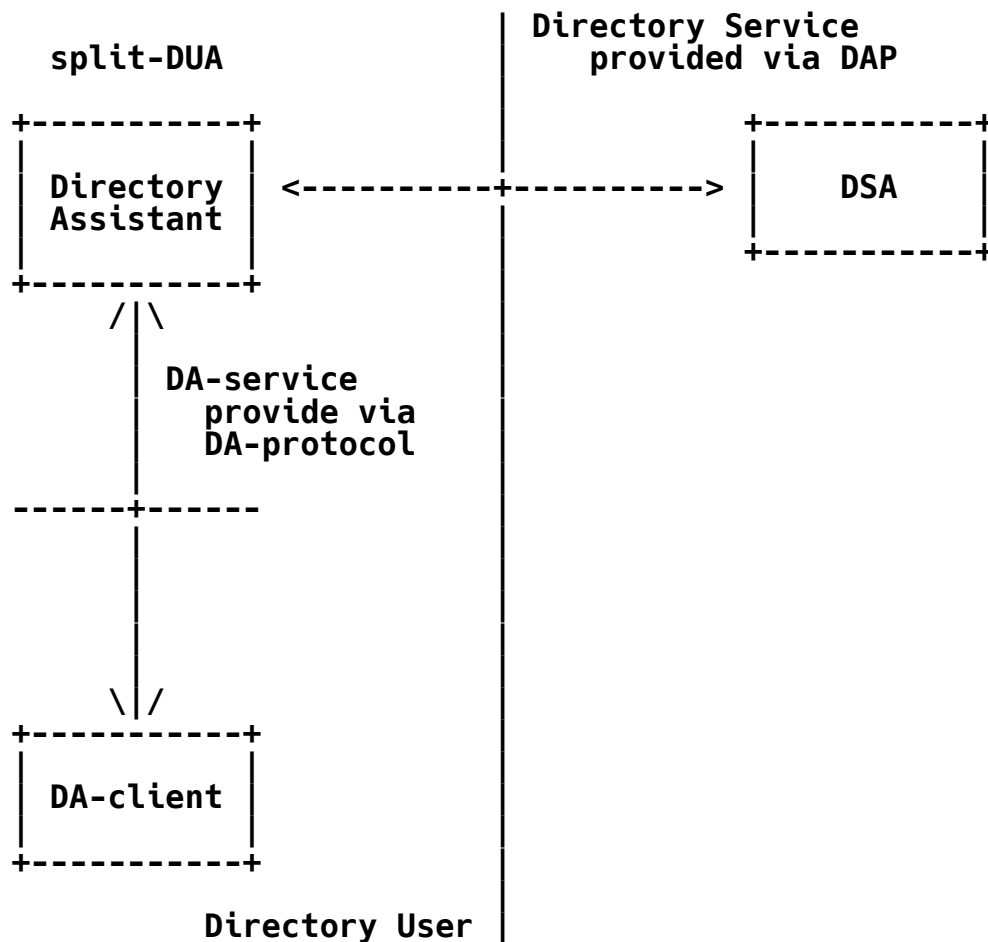 Directory Service
split-DUA
provided via DAP
Directory
Assistant
DSA
DA-service
provide via
DA-protocol
DA-client
Directory User